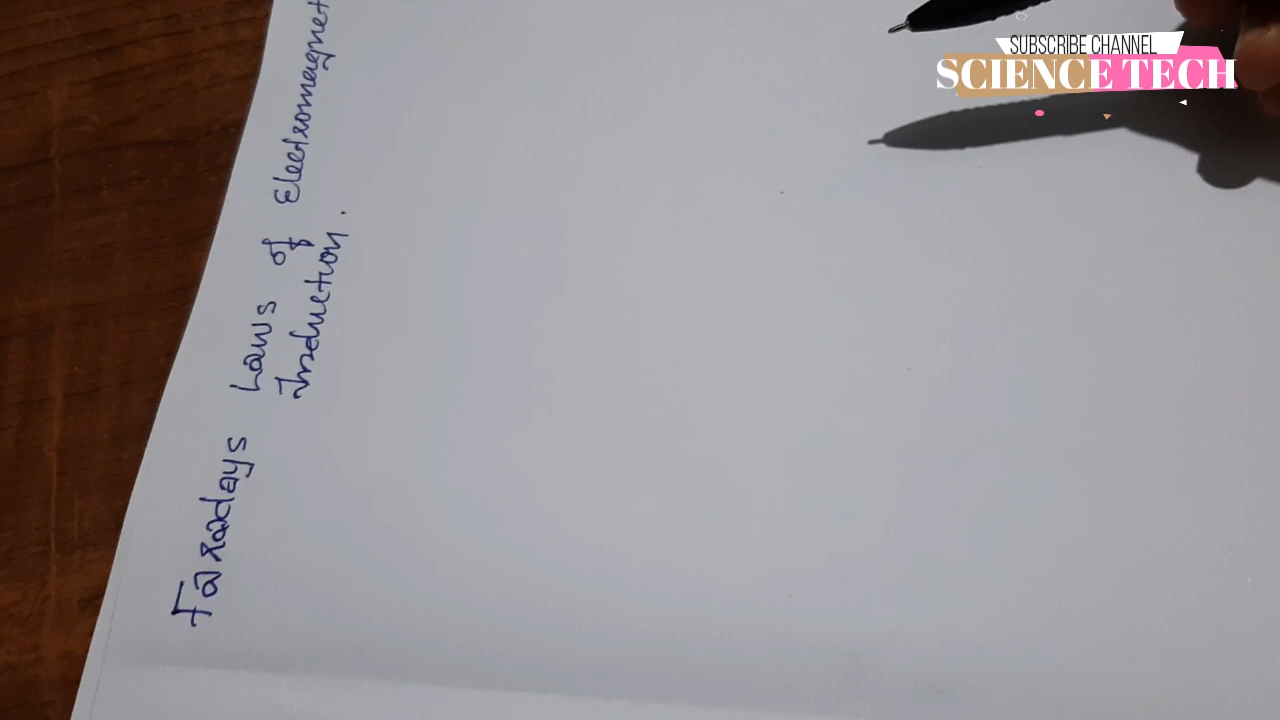 Faradays Laws of Electromagnet
Induction.
SUBSCRIBE CHANNEL
SCIENCE TECH